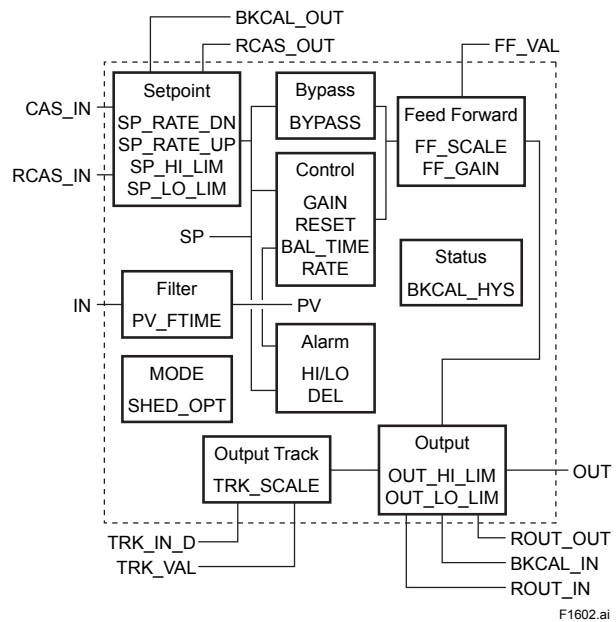 BKCAL_OUT
RCAS_OUT
FF_VAL
CAS_IN
RCAS_IN
Setpoint
SP_RATE_DN
SP_RATE_UP
SP_HI_LIM
SP_LO_LIM
Bypass
BYPASS
Feed Forward
FF_SCALE
FF_GAIN
Control
GAIN
RESET
BAL_TIME
RATE
SP
Status
BKCAL_HYS
IN
Filter
PV_FTIME
PV
Alarm
HI/LO
DEL
MODE
SHED_OPT
Output Track
TRK_SCALE
Output
OUT_HI_LIM
OUT_LO_LIM
OUT
TRK_IN_D
TRK_VAL
ROUT_OUT
BKCAL_IN
ROUT_IN
F1602.ai